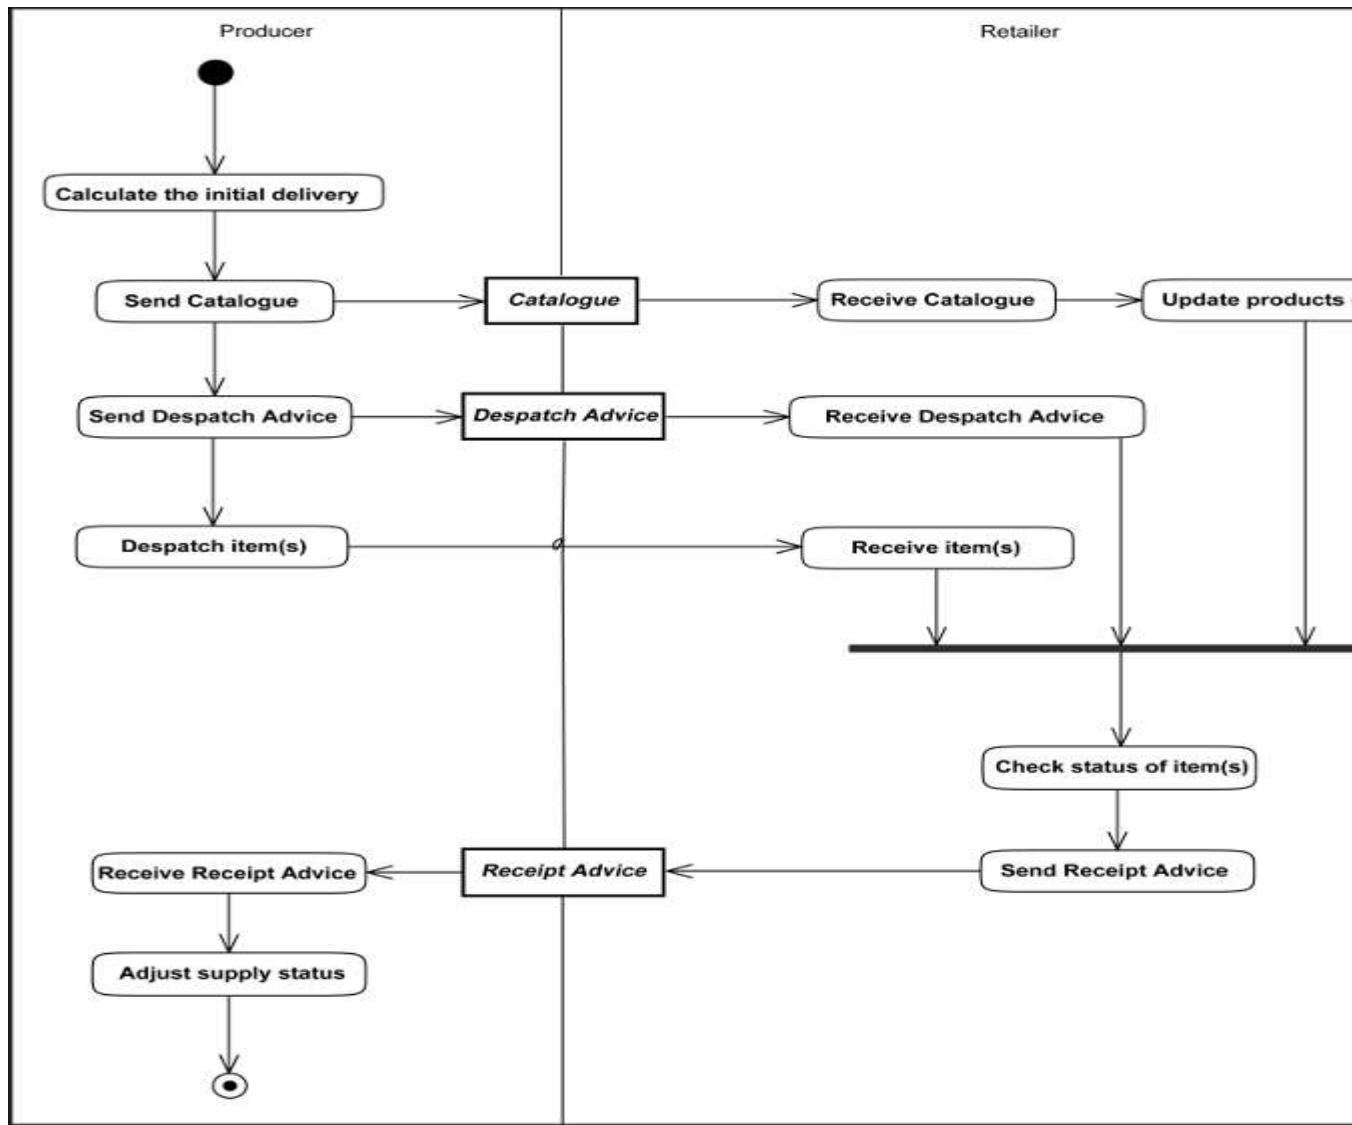 Producer
Retailer
Calculate the initial delivery
Send Catalogue
Catalogue
Receive Catalogue
Update products
Send Despatch Advice
Despatch Advice
Receive Despatch Advice
Despatch item(s)
Receive item(s)
Check status of item(s)
Receive Receipt Advice
Receipt Advice
Send Receipt Advice
Adjust supply status